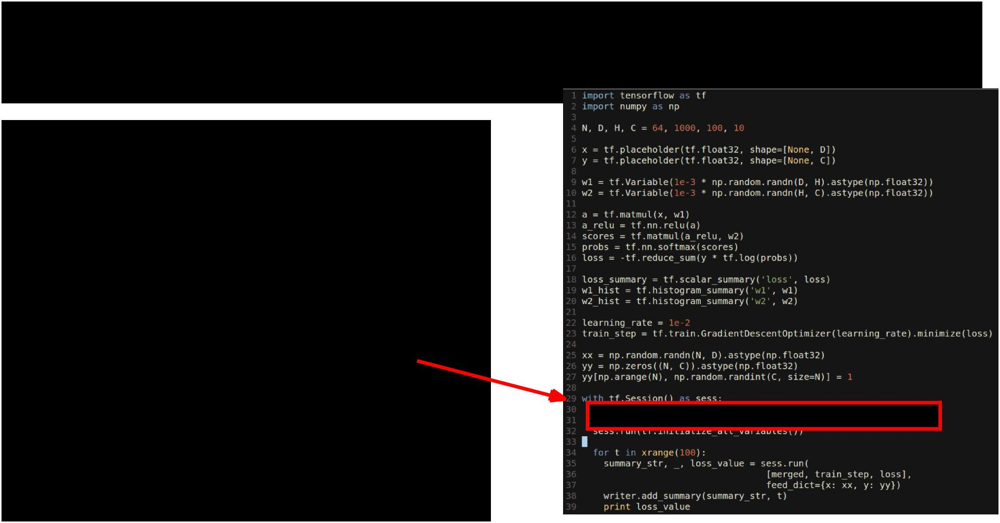 1 import tensorflow as tf
2 import numpy as np
3
4 N, D, H, C = 64, 1000, 100, 10
5
6 x = tf.placeholder(tf.float32, shape=[None, D])
7 y = tf.placeholder(tf.float32, shape=[None, C])
8
9 w1 = tf.Variable(1e-3 * np.random.randn(D, H).astype(np.float32))
10 w2 = tf.Variable(1e-3 * np.random.randn(H, C).astype(np.float32))
11
12 a = tf.matmul(x, w1)
13 a_relu = tf.nn.relu(a)
14 scores = tf.matmul(a_relu, w2)
15 probs = tf.nn.softmax(scores)
16 loss = -tf.reduce_sum(y * tf.log(probs))
17
18 loss_summary = tf.scalar_summary('loss', loss)
19 w1_hist = tf.histogram_summary('w1', w1)
20 w2_hist = tf.histogram_summary('w2', w2)
21
22 learning_rate = 1e-2
23 train_step = tf.train.GradientDescentOptimizer(learning_rate).minimize(loss)
24
25 xx = np.random.randn(N, D).astype(np.float32)
26 yy = np.zeros((N, C)).astype(np.float32)
27 yy[np.arange(N), np.random.randint(C, size=N)] = 1
28
29 with tf.Session() as sess:
30
31
32 sess.run(tf.initialize_all_variables())
33
34 for t in xrange(100):
35 summary_str, _, loss_value = sess.run(
36 [merged, train_step, loss],
37 feed_dict={x: xx, y: yy})
38 writer.add_summary(summary_str, t)
39 print loss_value